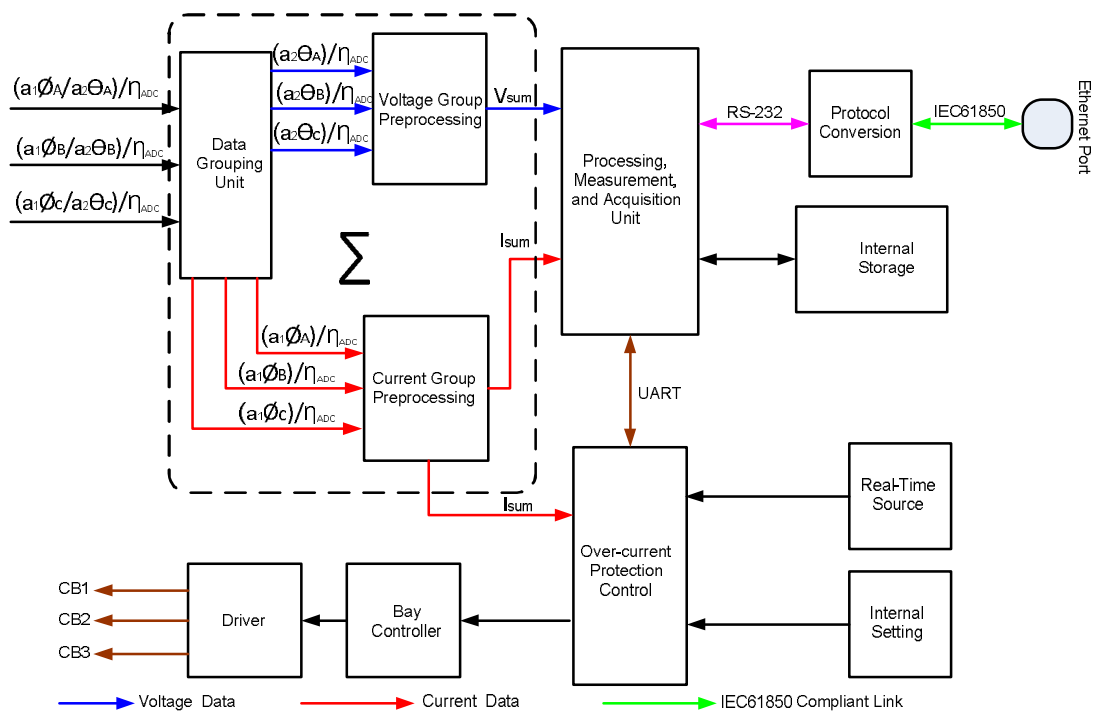 (a₁ØA/a₂ΘA)/ηADC
(a₁ØB/a₂ΘB)/ηADC
(a₁Øc/a₂Θc)/ηADC
Data
Grouping
Unit
(a₂ΘA)/ηADC
(a₂ΘB)/ηADC
(a₂Θc)/ηADC
Voltage Group
Preprocessing
Vsum
Σ
(a₁ØA)/ηADC
(a₁ØB)/ηADC
(a₁Øc)/ηADC
Current Group
Preprocessing
Isum
Isum
Processing,
Measurement,
and Acquisition
Unit
RS-232
Protocol
Conversion
IEC61850
Ethernet Port
Internal
Storage
UART
Over-current
Protection
Control
Real-Time
Source
Internal
Setting
Bay
Controller
Driver
CB1
CB2
CB3
Voltage Data
Current Data
IEC61850 Compliant Link